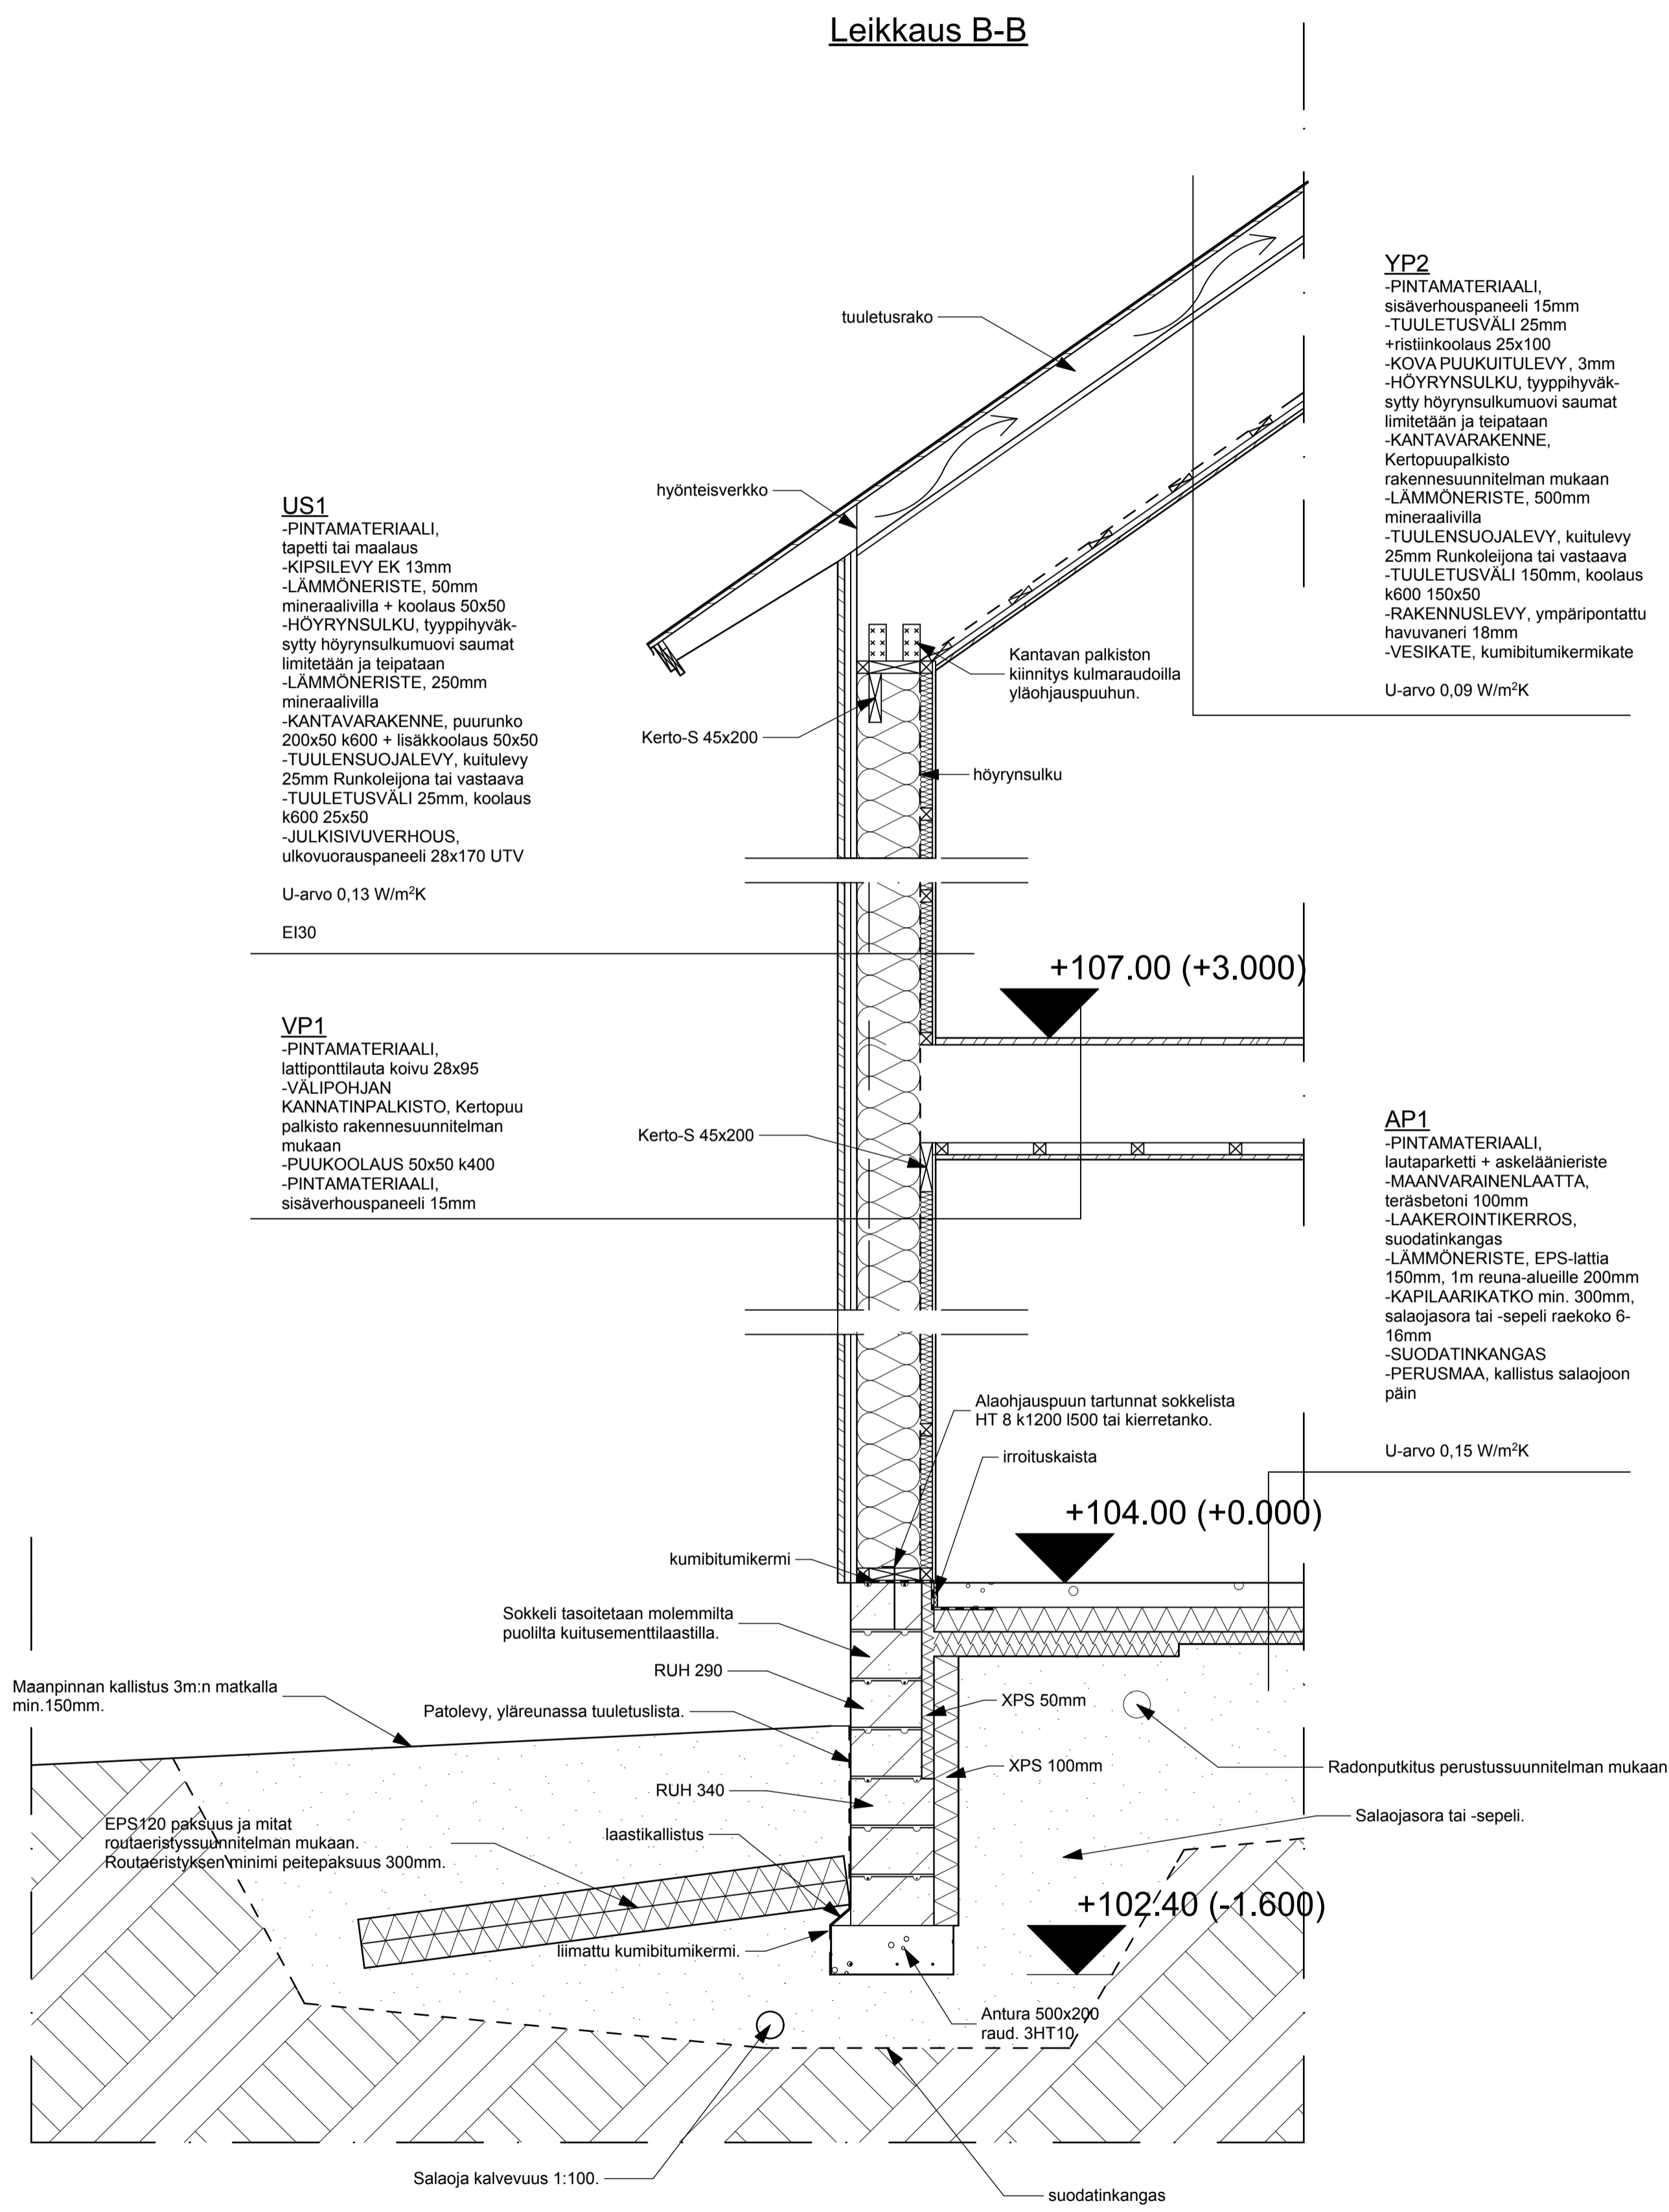 Leikkaus B-B
YP2
-PINTAMATERIAALI,
sisäverhouspaneeli 15mm
-TUULETUSVÄLI 25mm
+ristiinkoolaus 25x100
-KOVA PUUKUITULEVY, 3mm
-HÖYRYNSULKU, tyyppihyväk-
sytty höyrynsulkumuovi saumat
limitetään ja teipataan
-KANTAVARAKENNE,
Kertopuupalkisto
rakennesuunnitelman mukaan
-LÄMMÖNERISTE, 500mm
mineraalivilla
-TUULENSUOJALEVY, kuitulevy
25mm Runkoleijona tai vastaava
-TUULETUSVÄLI 150mm, koolaus
k600 150x50
-RAKENNUSLEVY, ympäripontattu
havuvaneri 18mm
-VESIKATE, kumibitumikermikate
U-arvo 0,09 W/m²K
tuuletusrako
hyönteisverkko
US1
-PINTAMATERIAALI,
tapetti tai maalaus
-KIPSILEVY EK 13mm
-LÄMMÖNERISTE, 50mm
mineraalivilla + koolaus 50x50
-HÖYRYNSULKU, tyyppihyväk-
sytty höyrynsulkumuovi saumat
limitetään ja teipataan
-LÄMMÖNERISTE, 250mm
mineraalivilla
-KANTAVARAKENNE, puurunko
200x50 k600 + lisäkkoolaus 50x50
-TUULENSUOJALEVY, kuitulevy
25mm Runkoleijona tai vastaava
-TUULETUSVÄLI 25mm, koolaus
k600 25x50
-JULKISIVUVERHOUS,
ulkovuorauspaneeli 28x170 UTV
U-arvo 0,13 W/m²K
EI30
Kantavan palkiston
kiinnitys kulmaraudoilla
yläohjauspuuhun.
Kerto-S 45x200
höyrynsulku
+107.00 (+3.000)
VP1
-PINTAMATERIAALI,
lattiponttilauta koivu 28x95
-VÄLIPOHJAN
KANNATINPALKISTO, Kertopuu
palkisto rakennesuunnitelman
mukaan
-PUUKOOLAUS 50x50 k400
-PINTAMATERIAALI,
sisäverhouspaneeli 15mm
Kerto-S 45x200
AP1
-PINTAMATERIAALI,
lautaparketti + askeläänieriste
-MAANVARAINENLAATTA,
teräsbetoni 100mm
-LAAKEROINTIKERROS,
suodatinkangas
-LÄMMÖNERISTE, EPS-lattia
150mm, 1m reuna-alueille 200mm
-KAPILAARIKATKO min. 300mm,
salaojasora tai -sepeli raekoko 6-
16mm
-SUODATINKANGAS
-PERUSMAA, kallistus salaojoon
päin
U-arvo 0,15 W/m²K
Alaohjauspuun tartunnat sokkelista
HT 8 k1200 l500 tai kierretanko.
irroituskaista
+104.00 (+0.000)
kumibitumikermi
Sokkeli tasoitetaan molemmilta
puolilta kuitusementtilaastilla.
RUH 290
Maanpinnan kallistus 3m:n matkalla
min.150mm.
Patolevy, yläreunassa tuuletuslista.
XPS 50mm
XPS 100mm
Radonputkitus perustussuunnitelman mukaan
RUH 340
Salaojasora tai -sepeli.
EPS120 paksuus ja mitat
routaeristyssuunnitelman mukaan.
Routaeristyksen minimi peitepaksuus 300mm.
laastikallistus
+102.40 (-1.600)
liimattu kumibitumikermi.
Antura 500x200
raud. 3HT10
Salaoja kalvevuus 1:100.
suodatinkangas